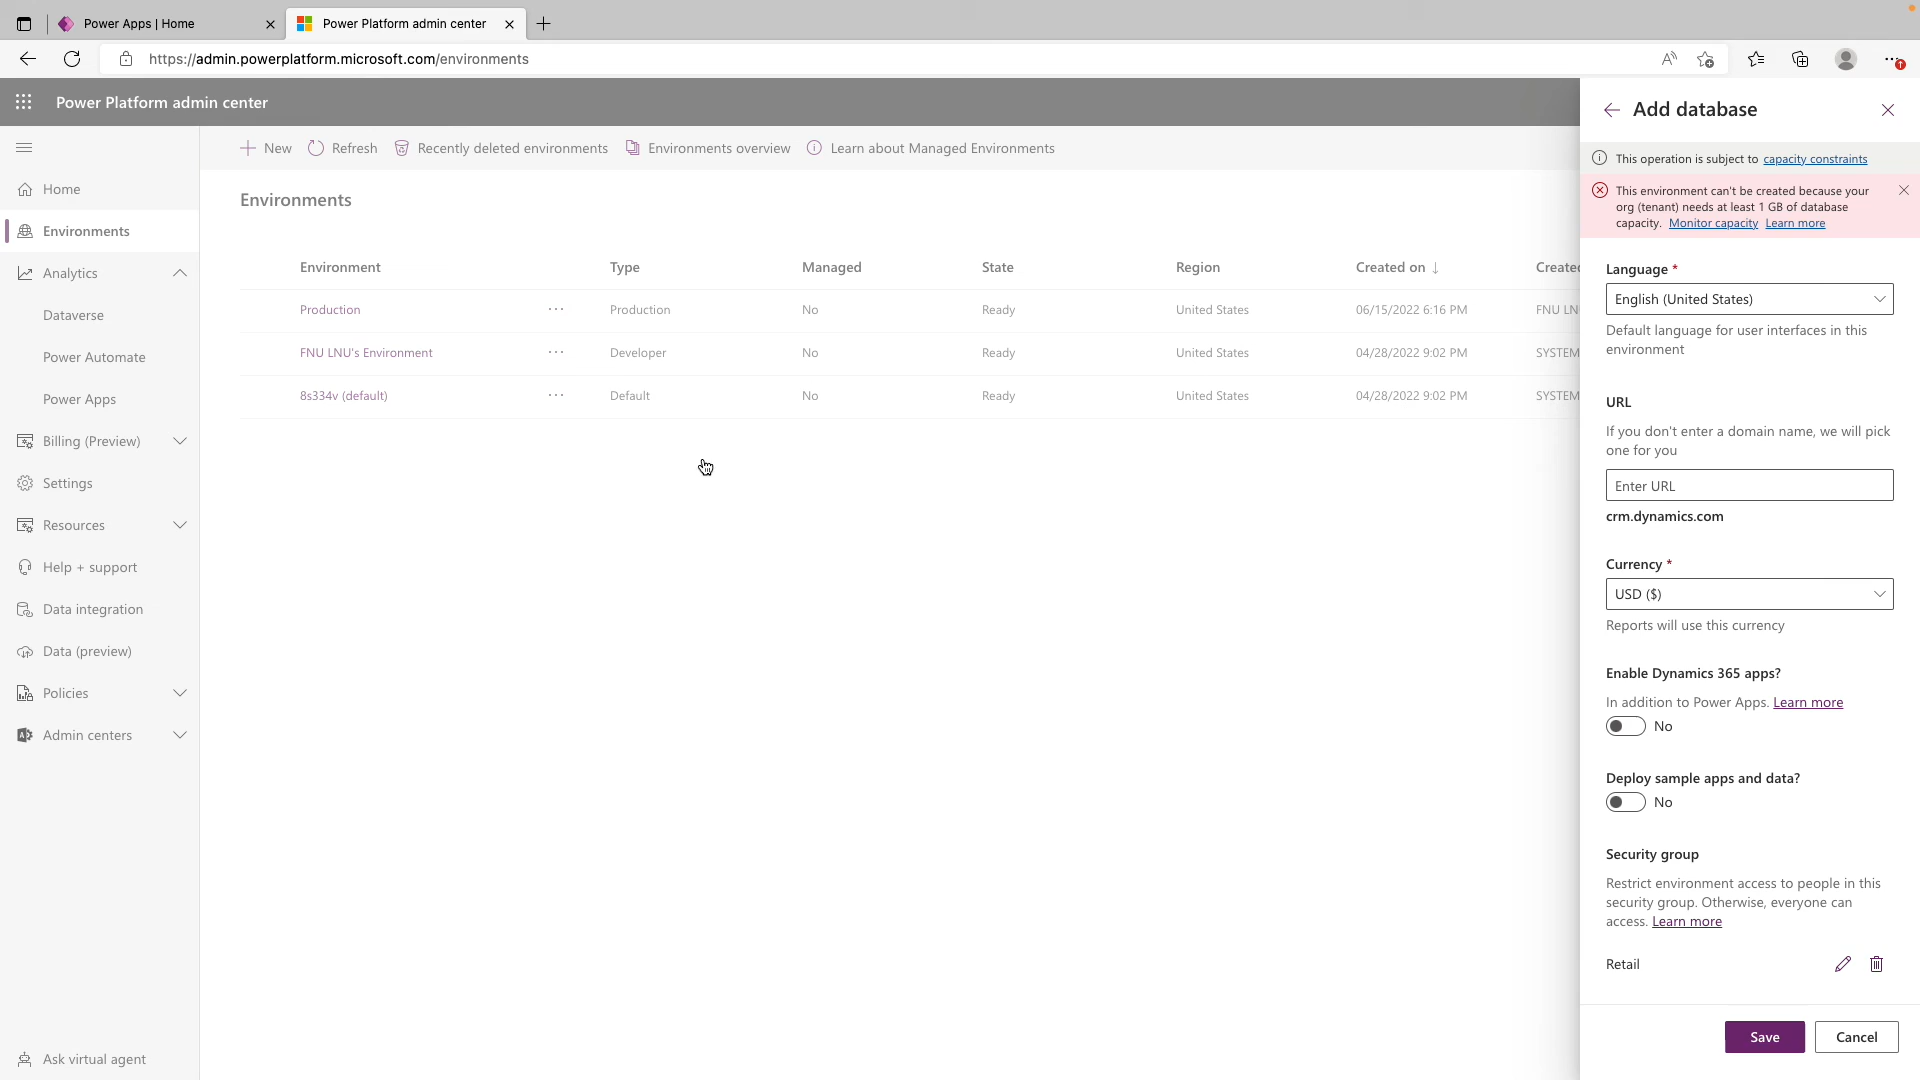 Power Apps | Home
Power Platform admin center
https://admin.powerplatform.microsoft.com/environments
Power Platform admin center
Home
Environments
Analytics
Dataverse
Power Automate
Power Apps
Billing (Preview)
Settings
Resources
Help + support
Data integration
Data (preview)
Policies
Admin centers
Ask virtual agent
New Refresh Recently deleted environments Environments overview Learn about Managed Environments
Environments
Environment Type Managed State Region Created on ↓ Created
Production ··· Production No Ready United States 06/15/2022 6:16 PM FNU LN
FNU LNU's Environment ··· Developer No Ready United States 04/28/2022 9:02 PM SYSTEM
8s334v (default) ··· Default No Ready United States 04/28/2022 9:02 PM SYSTEM
Add database
This operation is subject to capacity constraints
This environment can't be created because your
org (tenant) needs at least 1 GB of database
capacity. Monitor capacity Learn more
Language *
English (United States)
Default language for user interfaces in this
environment
URL
If you don't enter a domain name, we will pick
one for you
Enter URL
crm.dynamics.com
Currency *
USD ($)
Reports will use this currency
Enable Dynamics 365 apps?
In addition to Power Apps. Learn more
No
Deploy sample apps and data?
No
Security group
Restrict environment access to people in this
security group. Otherwise, everyone can
access. Learn more
Retail
Save Cancel